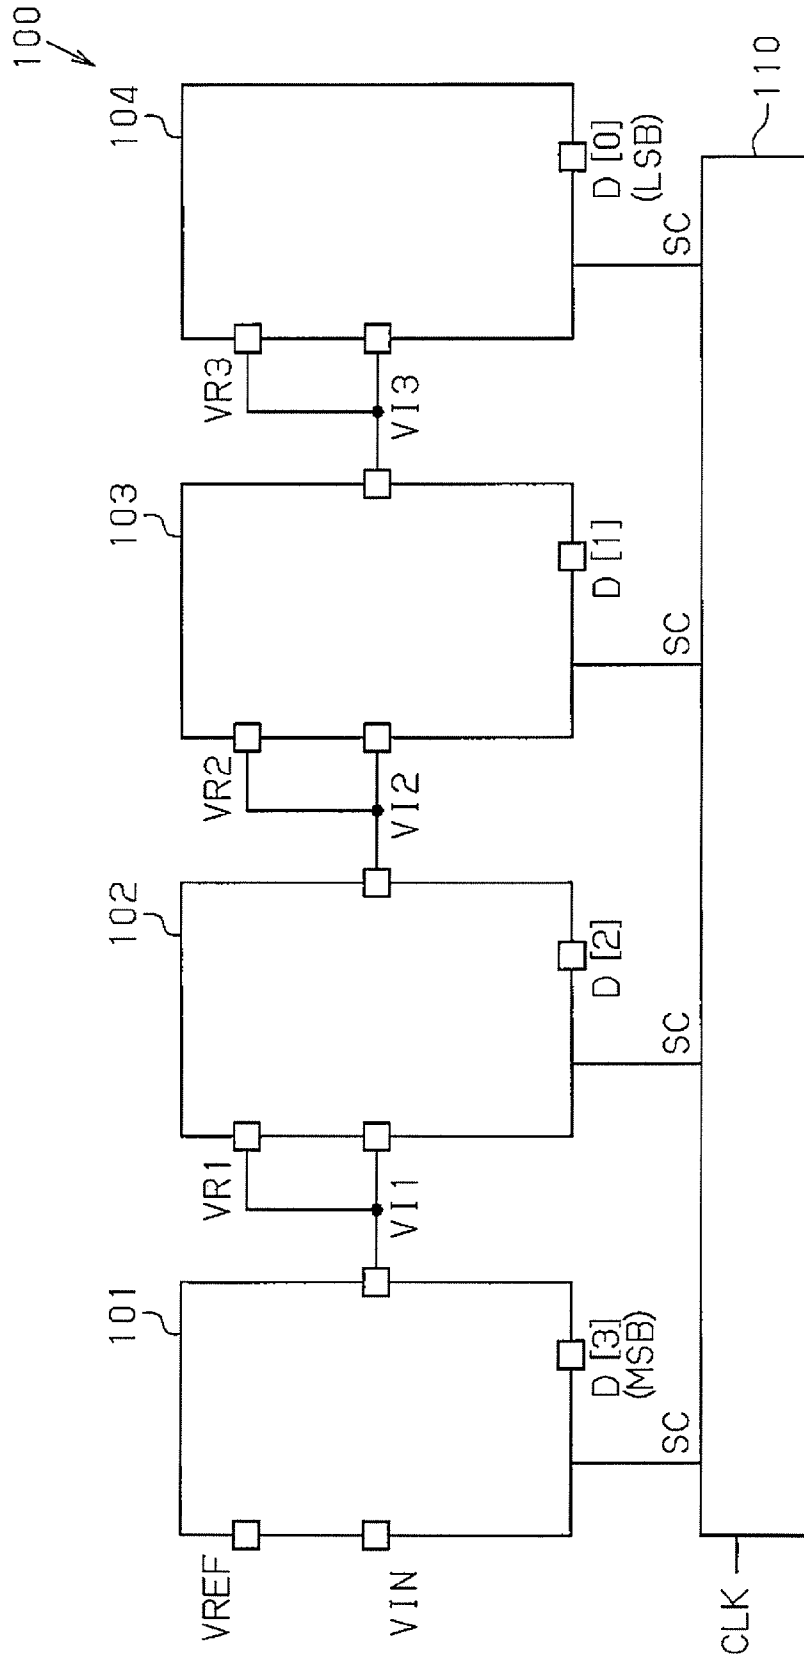 100
101
102
103
104
VREF
VR1
VR2
VR3
VIN
VI1
VI2
VI3
D [3]
(MSB)
D [2]
D [1]
D [0]
(LSB)
SC
SC
SC
SC
CLK
110